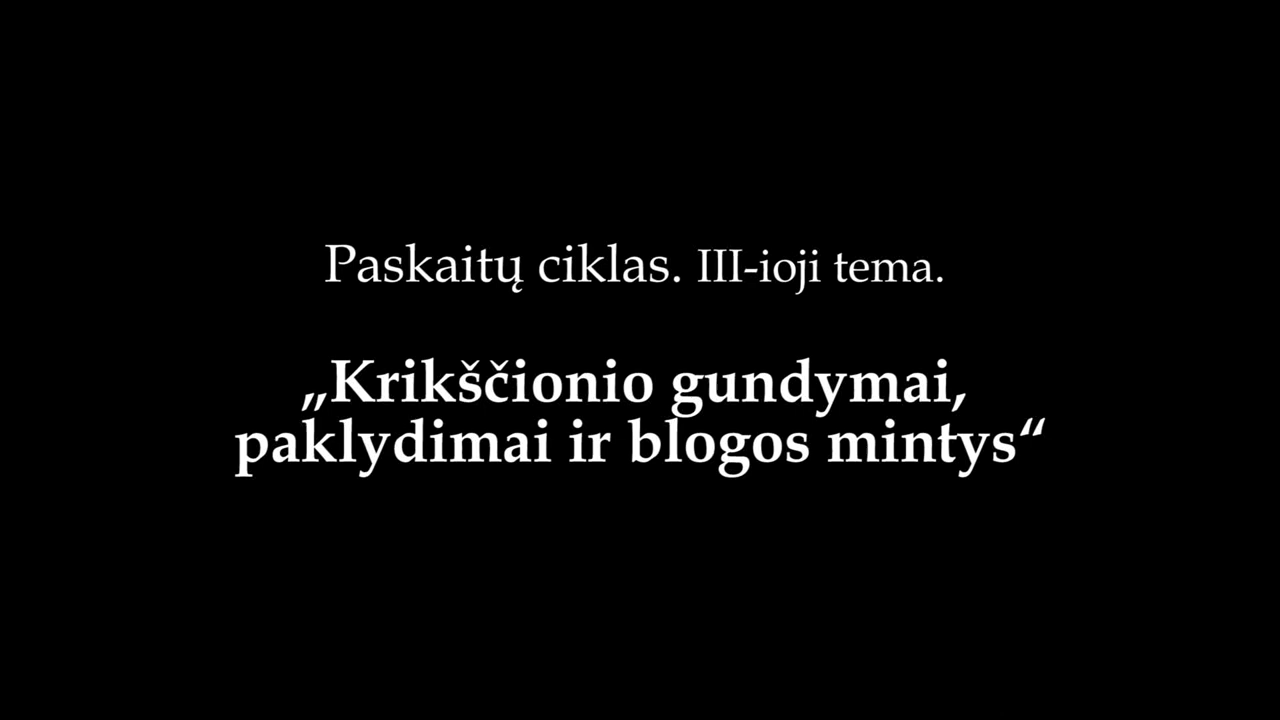 Paskaitų ciklas. III-ioji tema.
„Krikščionio gundymai,
paklydimai ir blogos mintys“